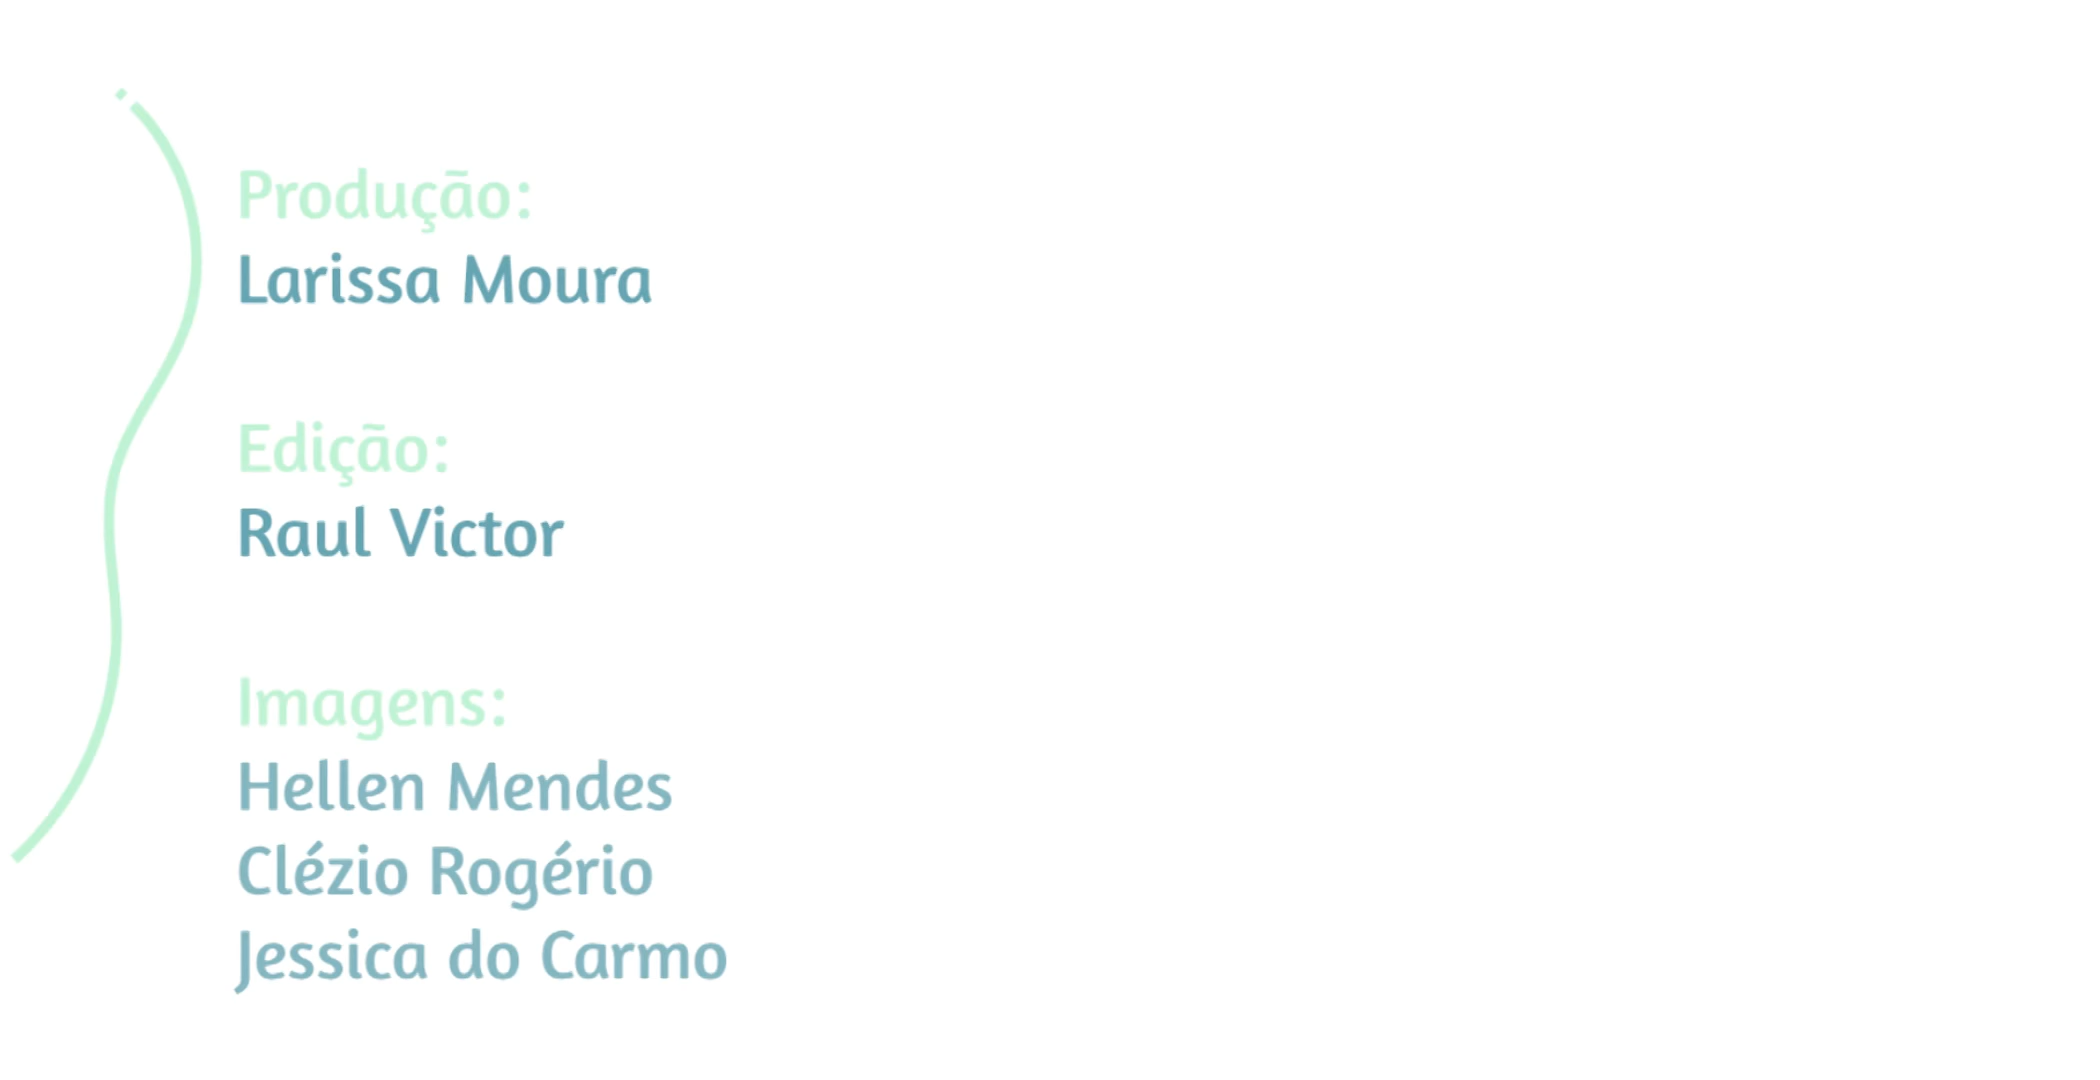 Produção:
Larissa Moura
Edição:
Raul Victor
Imagens:
Hellen Mendes
Clézio Rogério
Jessica do Carmo